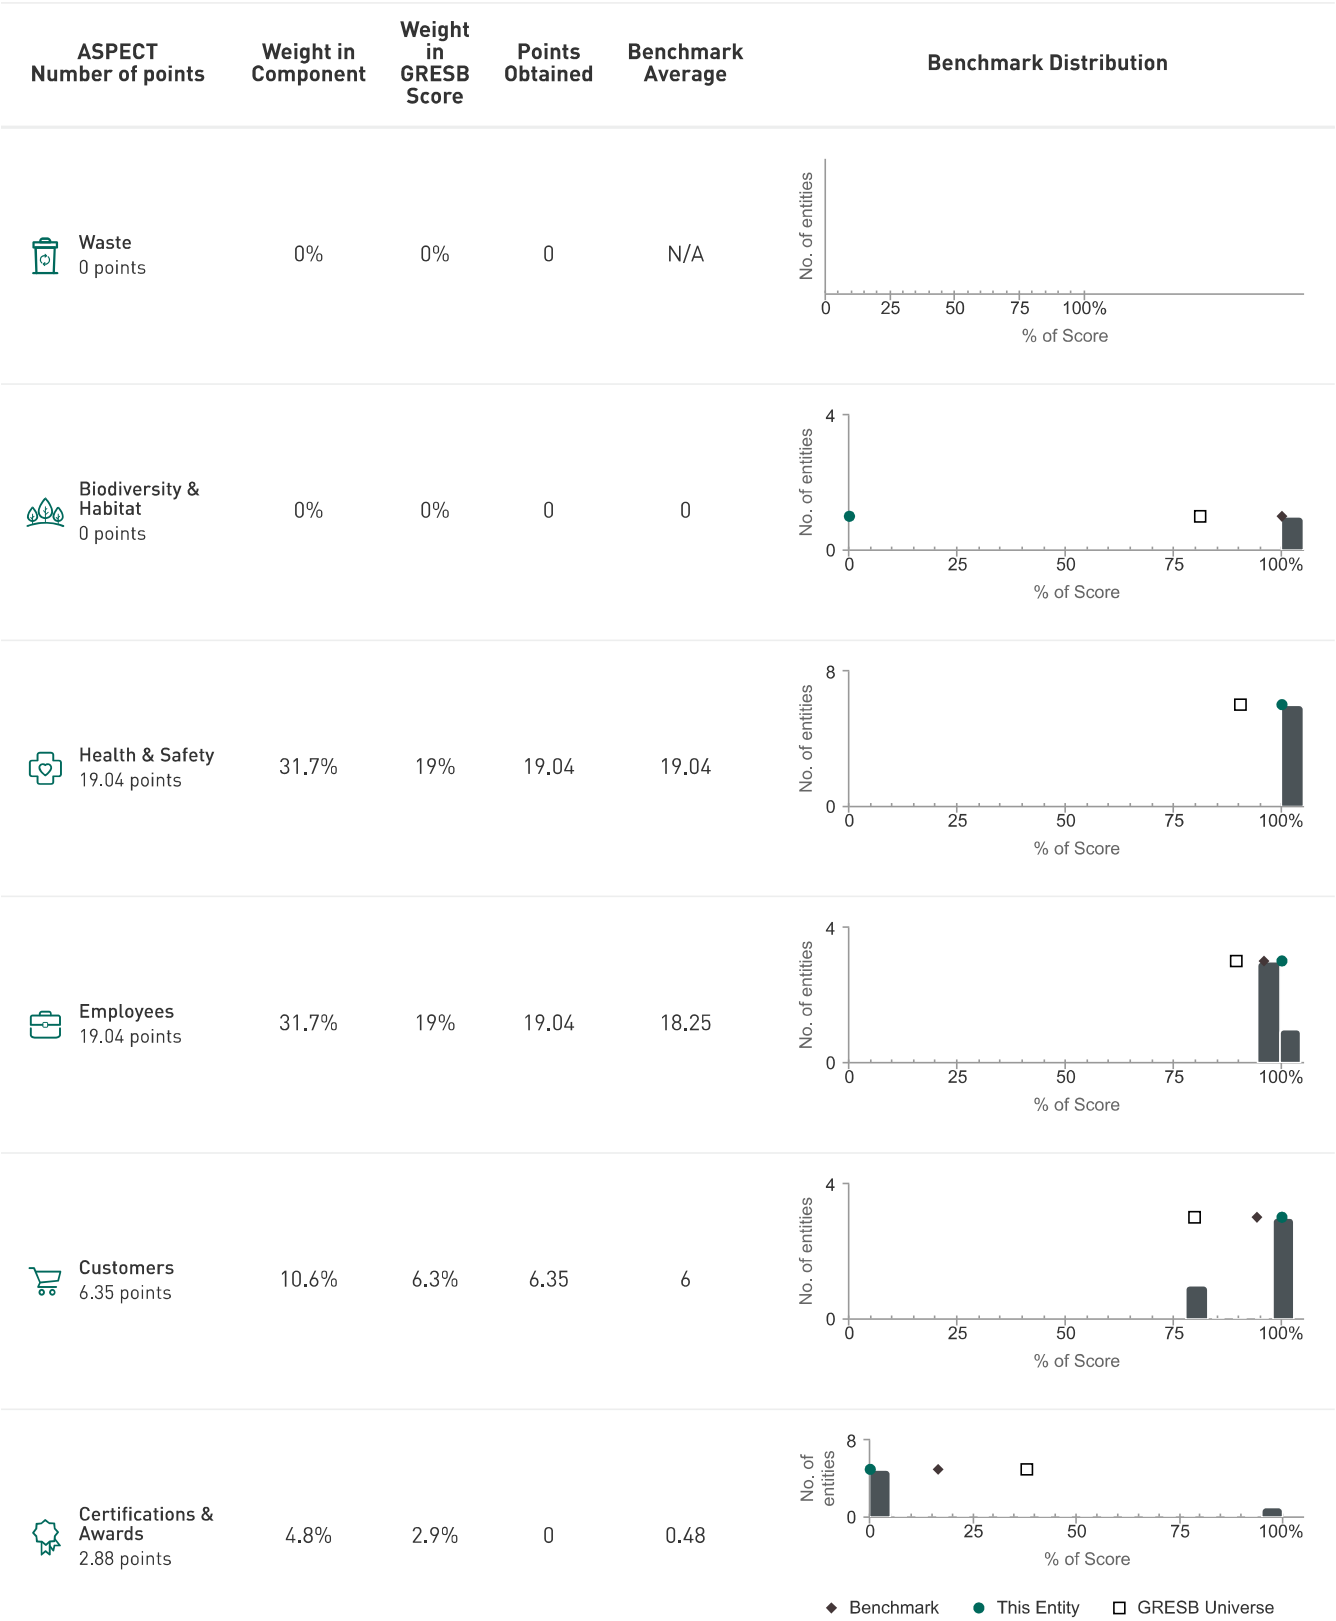 ASPECT
Number of points
Weight in
Component
Weight
in
GRESB
Score
Points
Obtained
Benchmark
Average
Benchmark Distribution
Waste
0 points
0%
0%
0
N/A
No. of entities
0 25 50 75 100%
% of Score
Biodiversity &
Habitat
0 points
0%
0%
0
0
No. of entities
4
0
0 25 50 75 100%
% of Score
Health & Safety
19.04 points
31.7%
19%
19.04
19.04
No. of entities
8
0
0 25 50 75 100%
% of Score
Employees
19.04 points
31.7%
19%
19.04
18.25
No. of entities
4
0
0 25 50 75 100%
% of Score
Customers
6.35 points
10.6%
6.3%
6.35
6
No. of entities
4
0
0 25 50 75 100%
% of Score
Certifications &
Awards
2.88 points
4.8%
2.9%
0
0.48
No. of
entities
8
0
0 25 50 75 100%
% of Score
Benchmark This Entity GRESB Universe